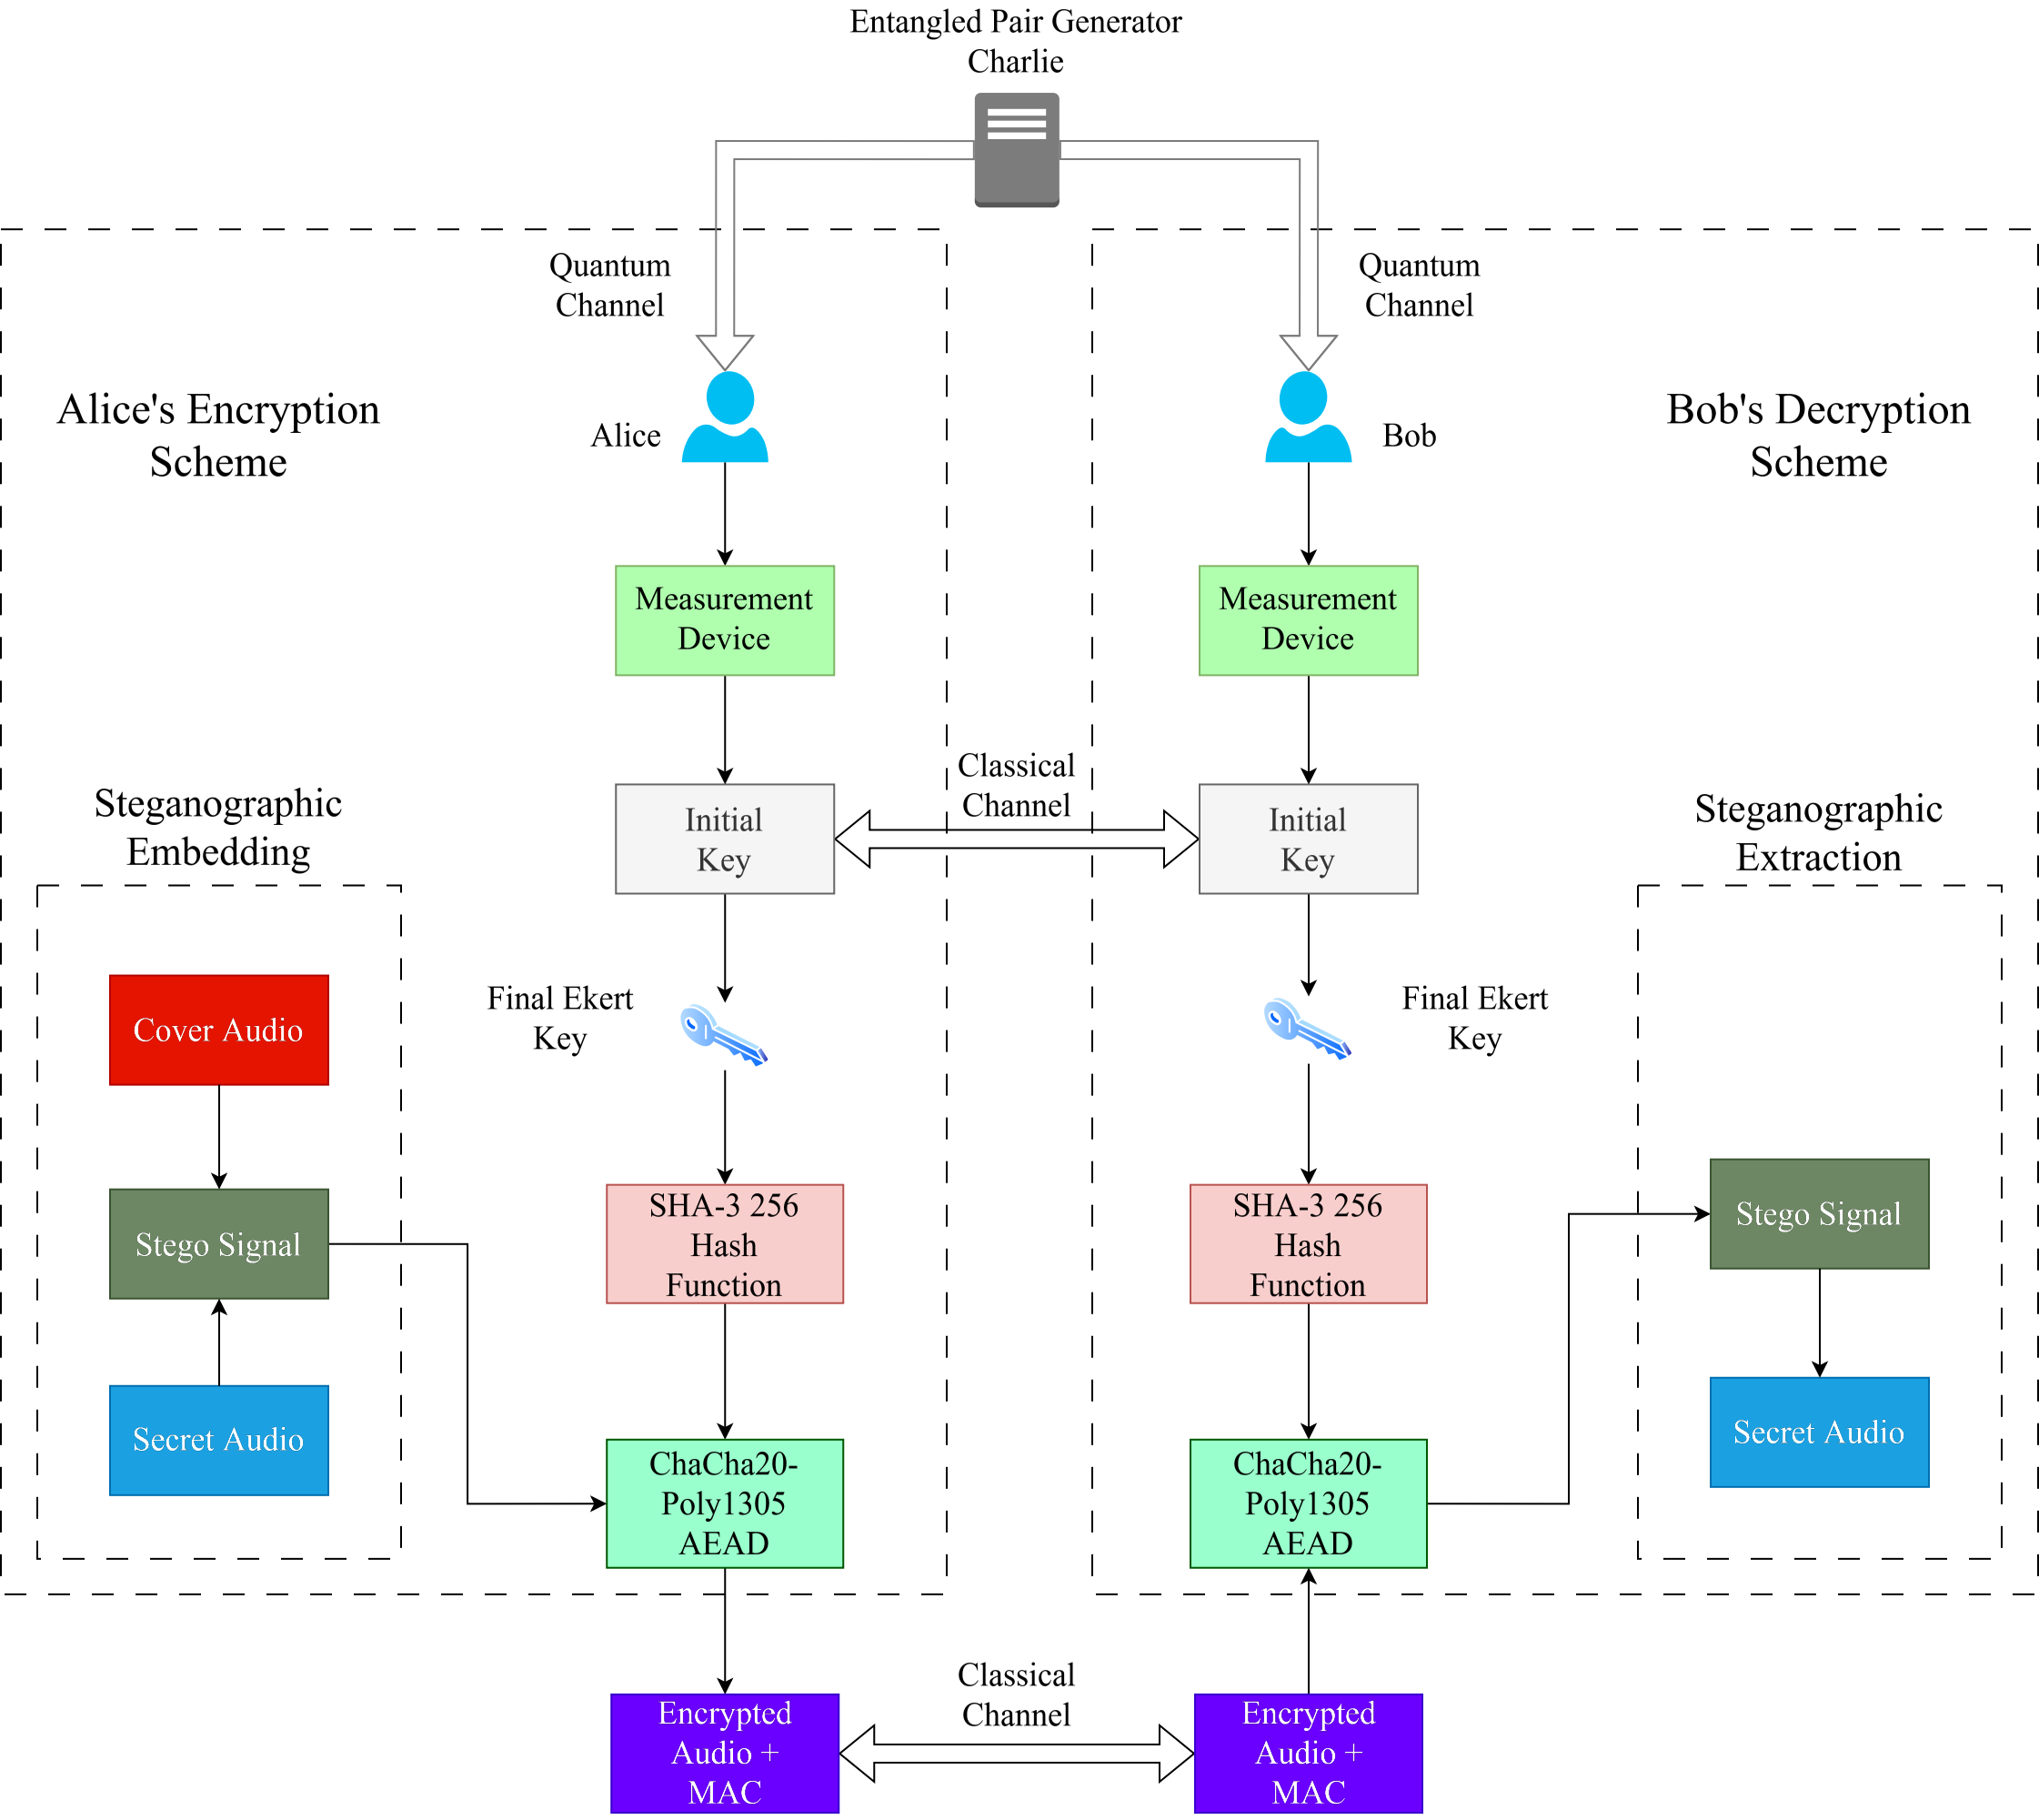 Entangled Pair Generator
Charlie
Quantum
Channel
Quantum
Channel
Alice's Encryption
Scheme
Alice
Bob
Bob's Decryption
Scheme
Measurement
Device
Measurement
Device
Classical
Channel
Initial
Key
Initial
Key
Steganographic
Embedding
Steganographic
Extraction
Final Ekert
Key
Final Ekert
Key
Cover Audio
Stego Signal
Secret Audio
SHA-3 256
Hash
Function
SHA-3 256
Hash
Function
Stego Signal
Secret Audio
ChaCha20-
Poly1305
AEAD
ChaCha20-
Poly1305
AEAD
Classical
Channel
Encrypted
Audio +
MAC
Encrypted
Audio +
MAC